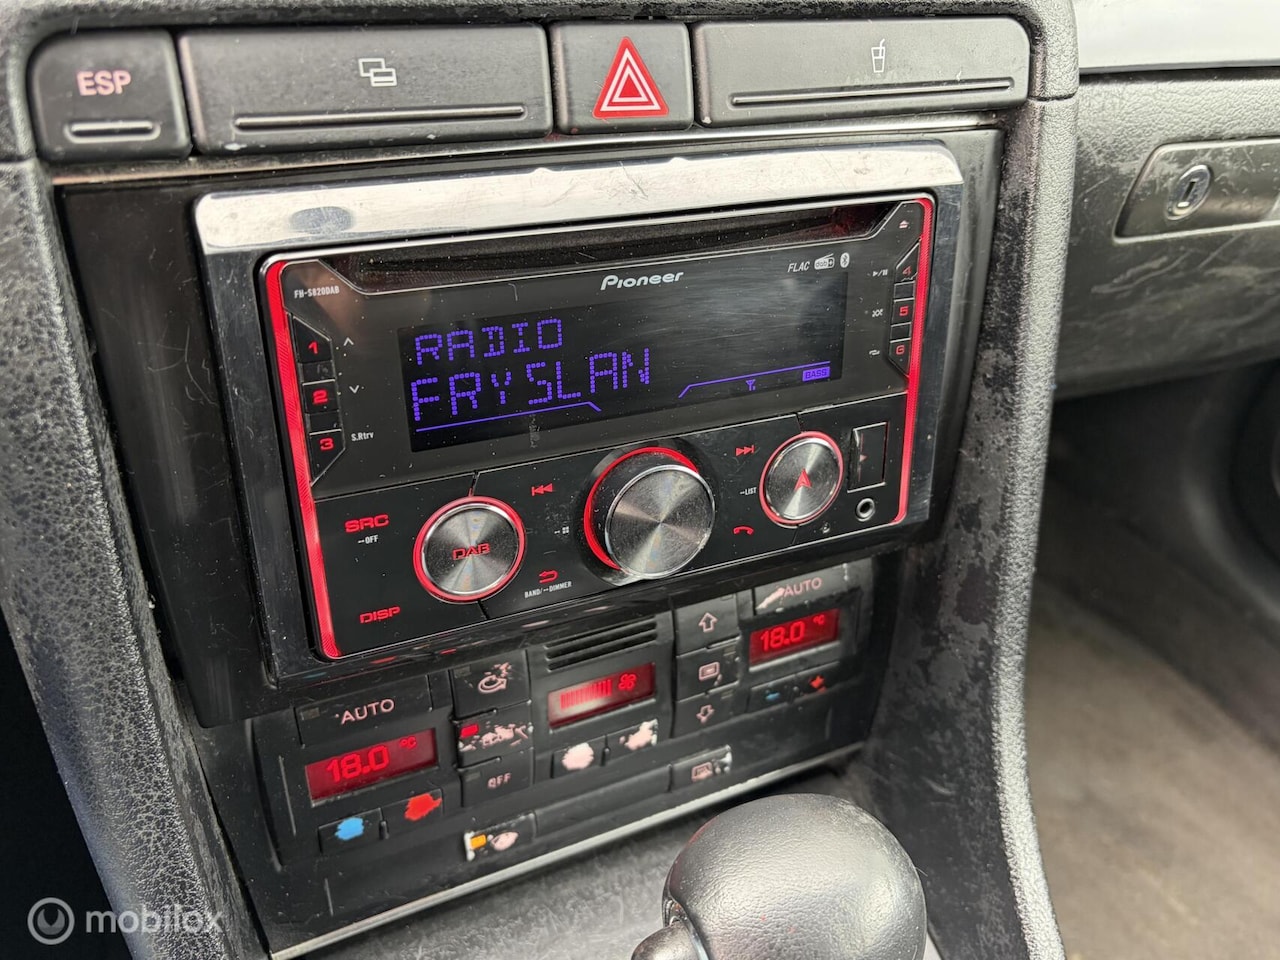 ESP
Pioneer
FLAC
dab+
FH-S820DAB
RADIO
FRYSLAN
BASS
1
2
3
S.Rtrv
4
5
6
SRC
--OFF
DAB
DISP
BAND/--DIMMER
--LIST
AUTO
18.0 °C
AUTO
18.0 °C
OFF
mobilox